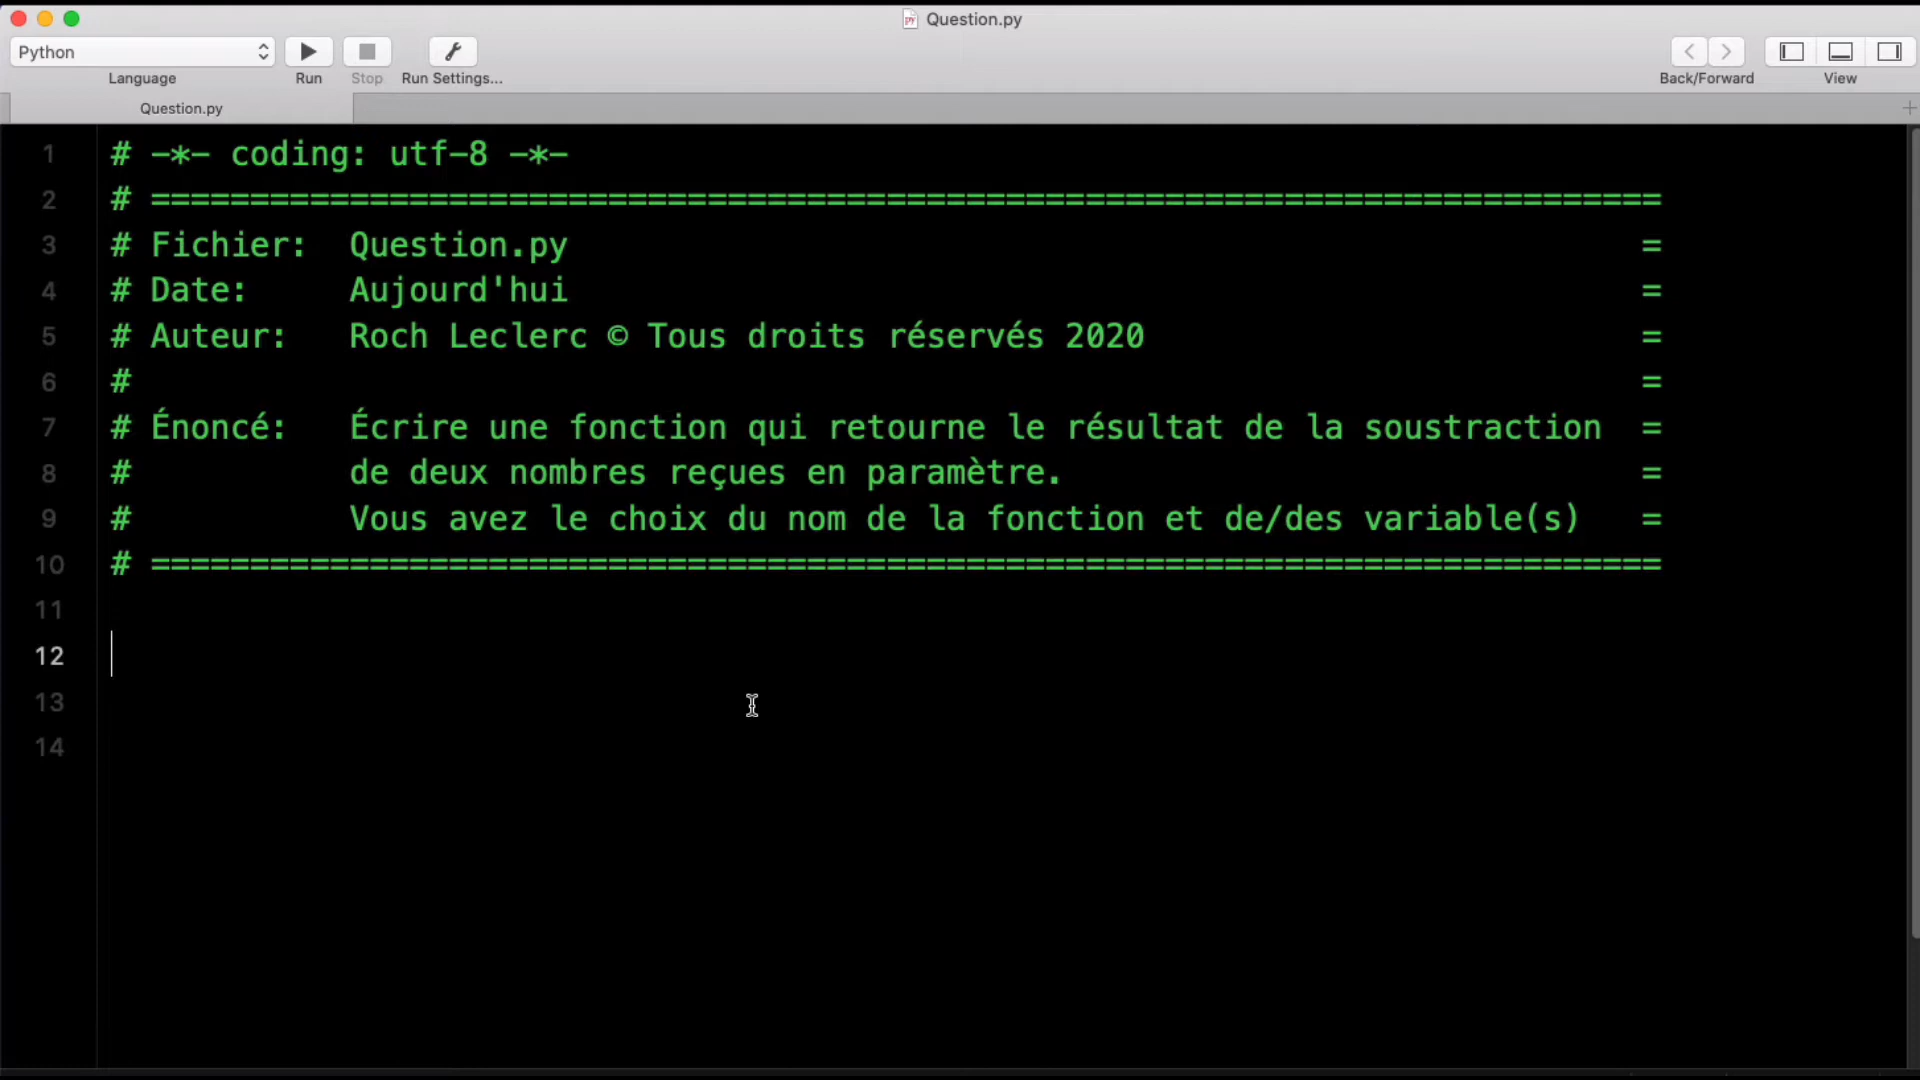 Question.py
Python
Language
Run
Stop
Run Settings...
Back/Forward
View
Question.py
1 # -*- coding: utf-8 -*-
2 # ============================================================================
3 # Fichier:  Question.py                                                      =
4 # Date:     Aujourd'hui                                                      =
5 # Auteur:   Roch Leclerc © Tous droits réservés 2020                         =
6 #                                                                            =
7 # Énoncé:   Écrire une fonction qui retourne le résultat de la soustraction  =
8 #           de deux nombres reçues en paramètre.                             =
9 #           Vous avez le choix du nom de la fonction et de/des variable(s)   =
10 # ============================================================================
11
12
13
14